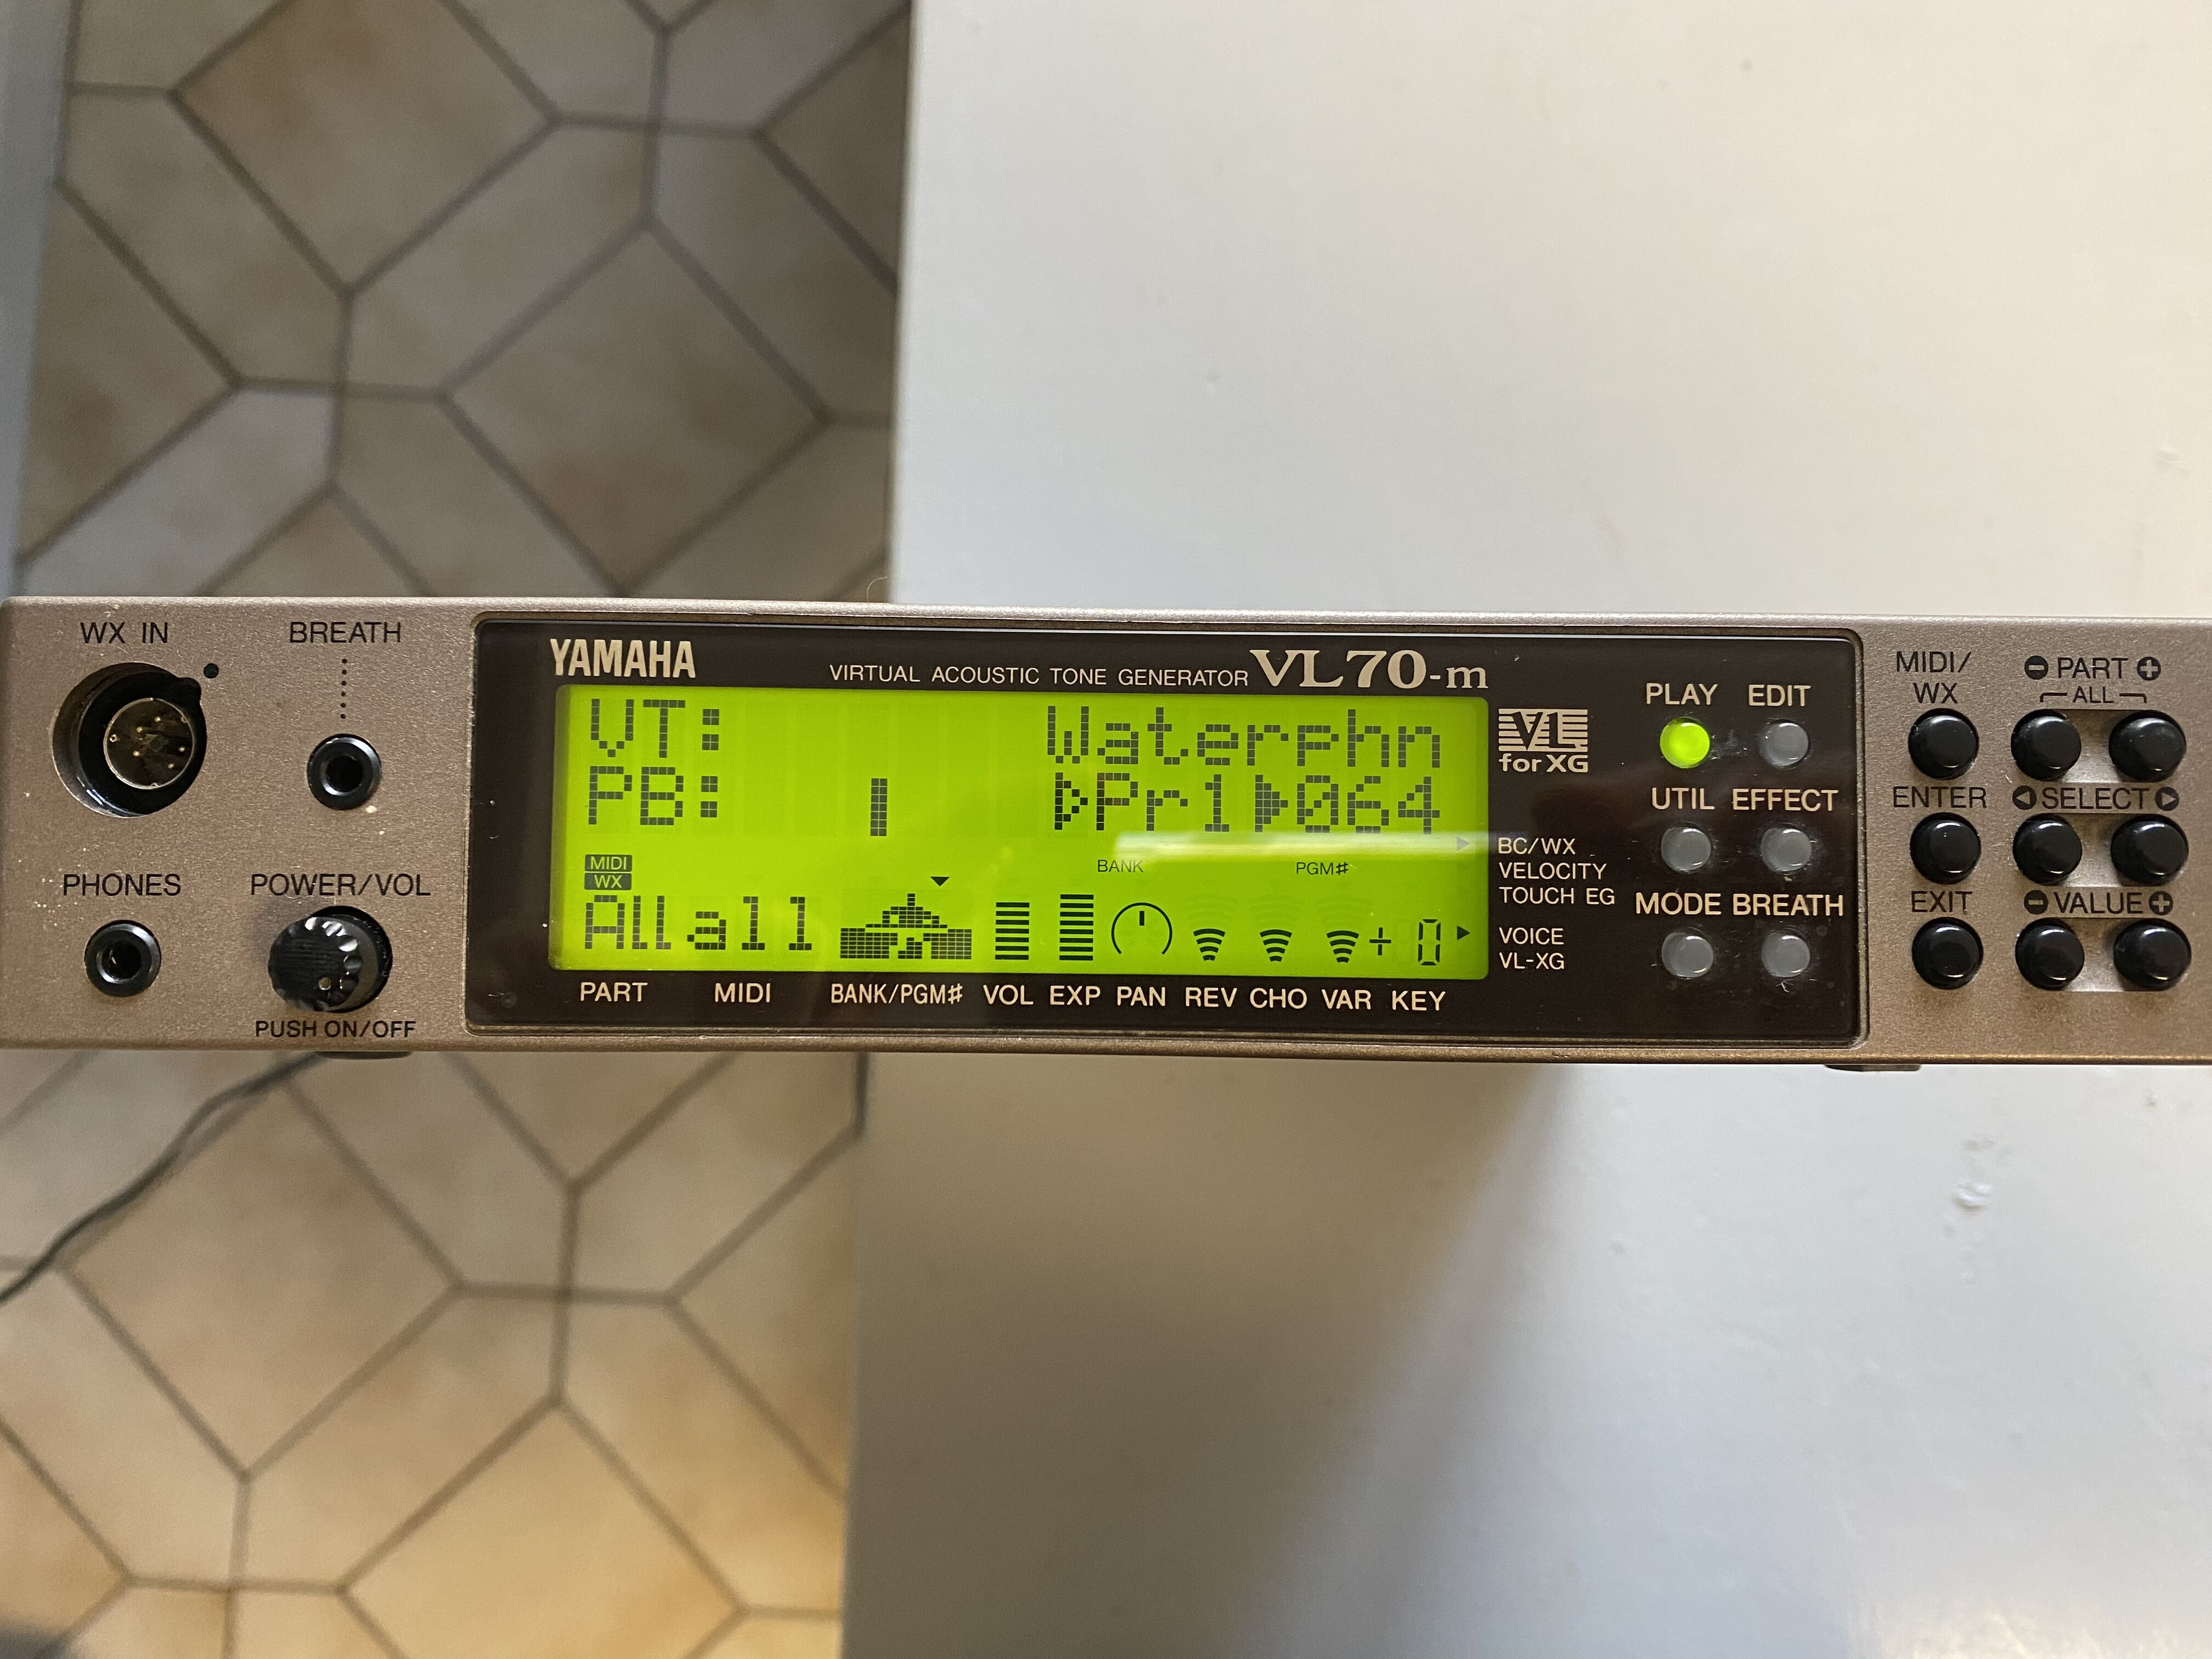 WX IN
BREATH
PHONES
POWER/VOL
PUSH ON/OFF
YAMAHA
VIRTUAL ACOUSTIC TONE GENERATOR VL70-m
VT: Waterphn
PB: Pr1 064
MIDI
WX
BANK PGM♯
All all + 0
PART MIDI BANK/PGM♯ VOL EXP PAN REV CHO VAR KEY
VL
for XG
BC/WX
VELOCITY
TOUCH EG
VOICE
VL-XG
PLAY EDIT
UTIL EFFECT
MODE BREATH
MIDI/
WX
− PART +
ALL
ENTER
SELECT
EXIT
− VALUE +